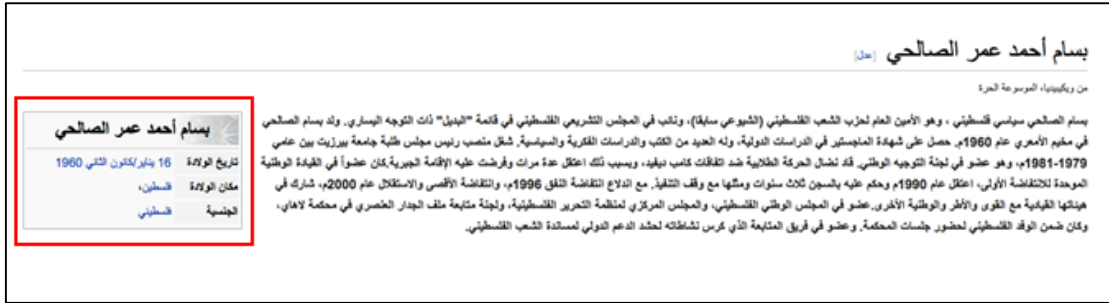 بسام أحمد عمر الصالحي [عدل]
من ويكيبيديا، الموسوعة الحرة
بسام الصالحي سياسي فلسطيني ، وهو الأمين العام لحزب الشعب الفلسطيني (الشيوعي سابقا)، ونائب في المجلس التشريعي الفلسطيني في قائمة "البديل" ذات التوجه اليساري. ولد بسام الصالحي
في مخيم الأمعري عام 1960م. حصل على شهادة الماجستير في الدراسات الدولية، وله العديد من الكتب والدراسات الفكرية والسياسية. شغل منصب رئيس مجلس طلبة جامعة بيرزيت بين عامي
1979-1981م، وهو عضو في لجنة التوجيه الوطني. قاد نضال الحركة الطلابية ضد اتفاقات كامب ديفيد، وبسبب ذلك اعتقل عدة مرات وفرضت عليه الإقامة الجبرية.كان عضواً في القيادة الوطنية
الموحدة للانتفاضة الأولى، اعتقل عام 1990م وحكم عليه بالسجن ثلاث سنوات ومثلها مع وقف التنفيذ. مع اندلاع انتفاضة النفق 1996م، وانتفاضة الأقصى والاستقلال عام 2000م، شارك في
هيئاتها القيادية مع القوى والأطر والوطنية الأخرى.عضو في المجلس الوطني الفلسطيني، والمجلس المركزي لمنظمة التحرير الفلسطينية، ولجنة متابعة ملف الجدار العنصري في محكمة لاهاي،
وكان ضمن الوفد الفلسطيني لحضور جلسات المحكمة. وعضو في فريق المتابعة الذي كرس نشاطاته لحشد الدعم الدولي لمساندة الشعب الفلسطيني.
بسام أحمد عمر الصالحي
تاريخ الولادة 16 يناير/كانون الثاني 1960
مكان الولادة فلسطين،
الجنسية فلسطيني